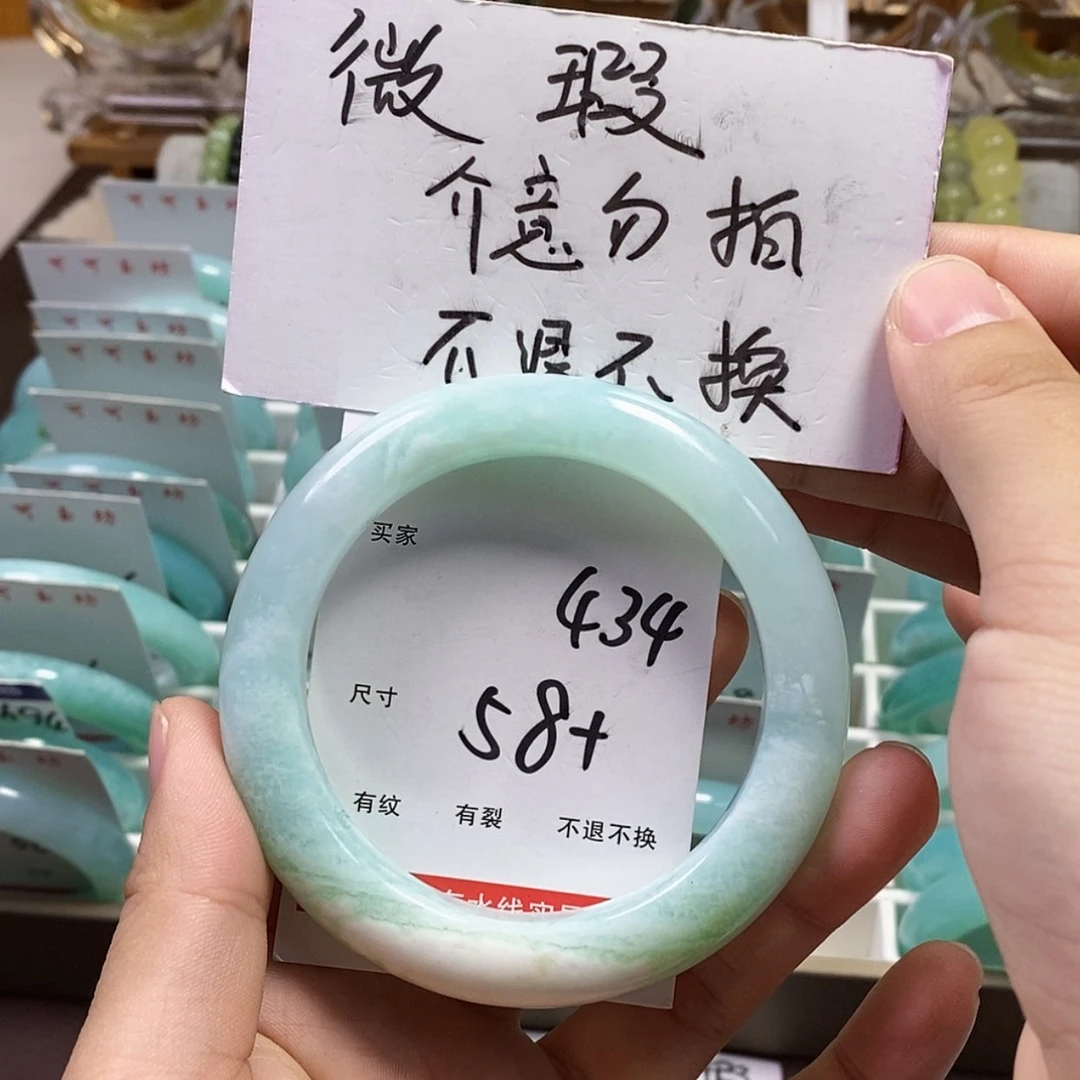 微瑕
介意勿拍
不退不换
买家
434
尺寸
58+
有纹 有裂 不退不换